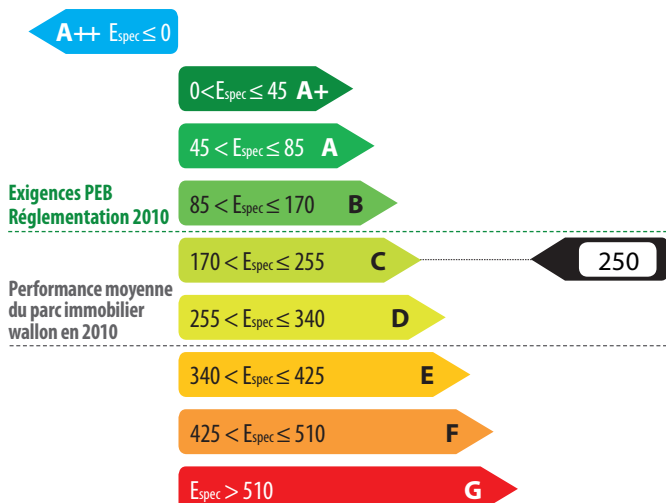 A++ Espec ≤ 0
0<Espec ≤ 45 A+
45 < Espec ≤ 85 A
Exigences PEB
Réglementation 2010
85 < Espec ≤ 170 B
170 < Espec ≤ 255 C
250
Performance moyenne
du parc immobilier
wallon en 2010
255 < Espec ≤ 340 D
340 < Espec ≤ 425 E
425 < Espec ≤ 510 F
Espec > 510 G